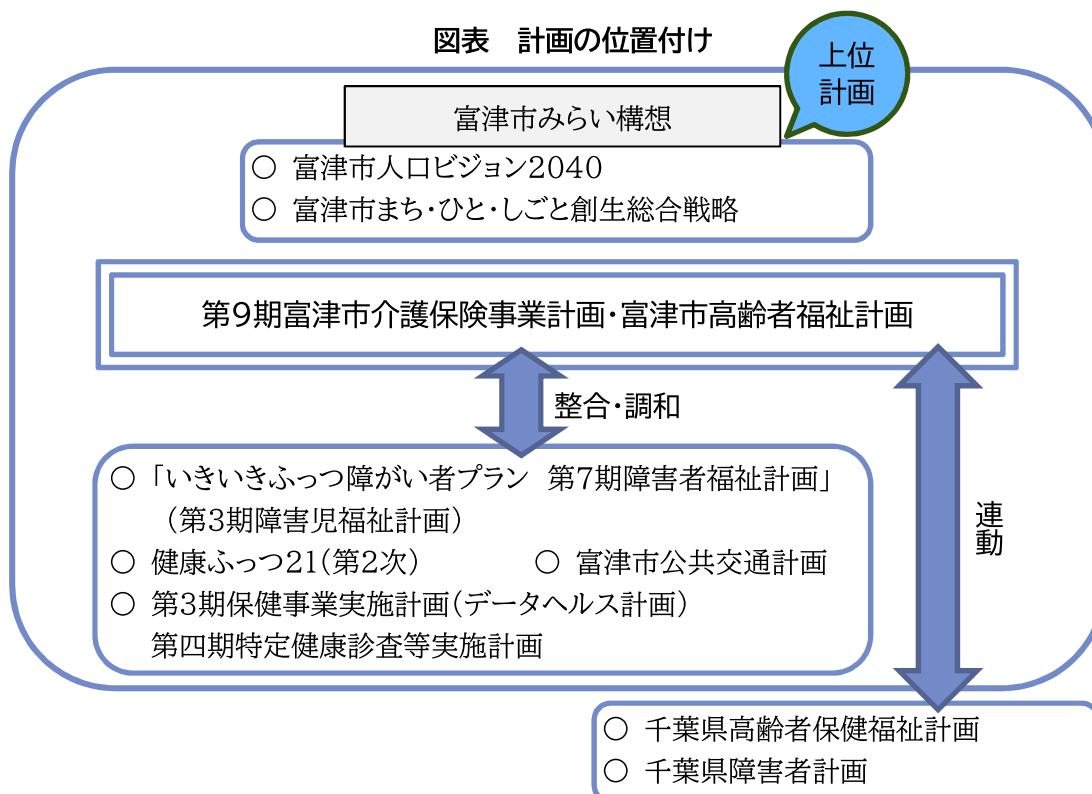 図表　計画の位置付け
上位
計画
富津市みらい構想
○ 富津市人口ビジョン2040
○ 富津市まち・ひと・しごと創生総合戦略
第9期富津市介護保険事業計画・富津市高齢者福祉計画
整合・調和
○ 「いきいきふっつ障がい者プラン　第7期障害者福祉計画」
（第3期障害児福祉計画）
○ 健康ふっつ21（第2次）　○ 富津市公共交通計画
○ 第3期保健事業実施計画（データヘルス計画）
第四期特定健康診査等実施計画
連動
○ 千葉県高齢者保健福祉計画
○ 千葉県障害者計画